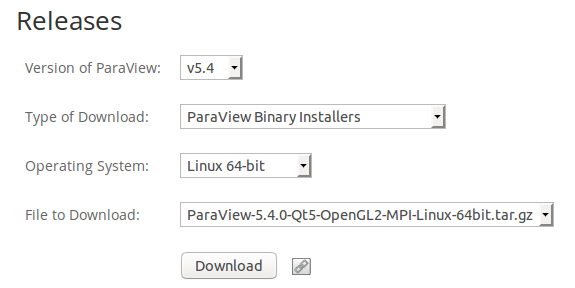 Releases
Version of ParaView: v5.4
Type of Download: ParaView Binary Installers
Operating System: Linux 64-bit
File to Download: ParaView-5.4.0-Qt5-OpenGL2-MPI-Linux-64bit.tar.gz
Download